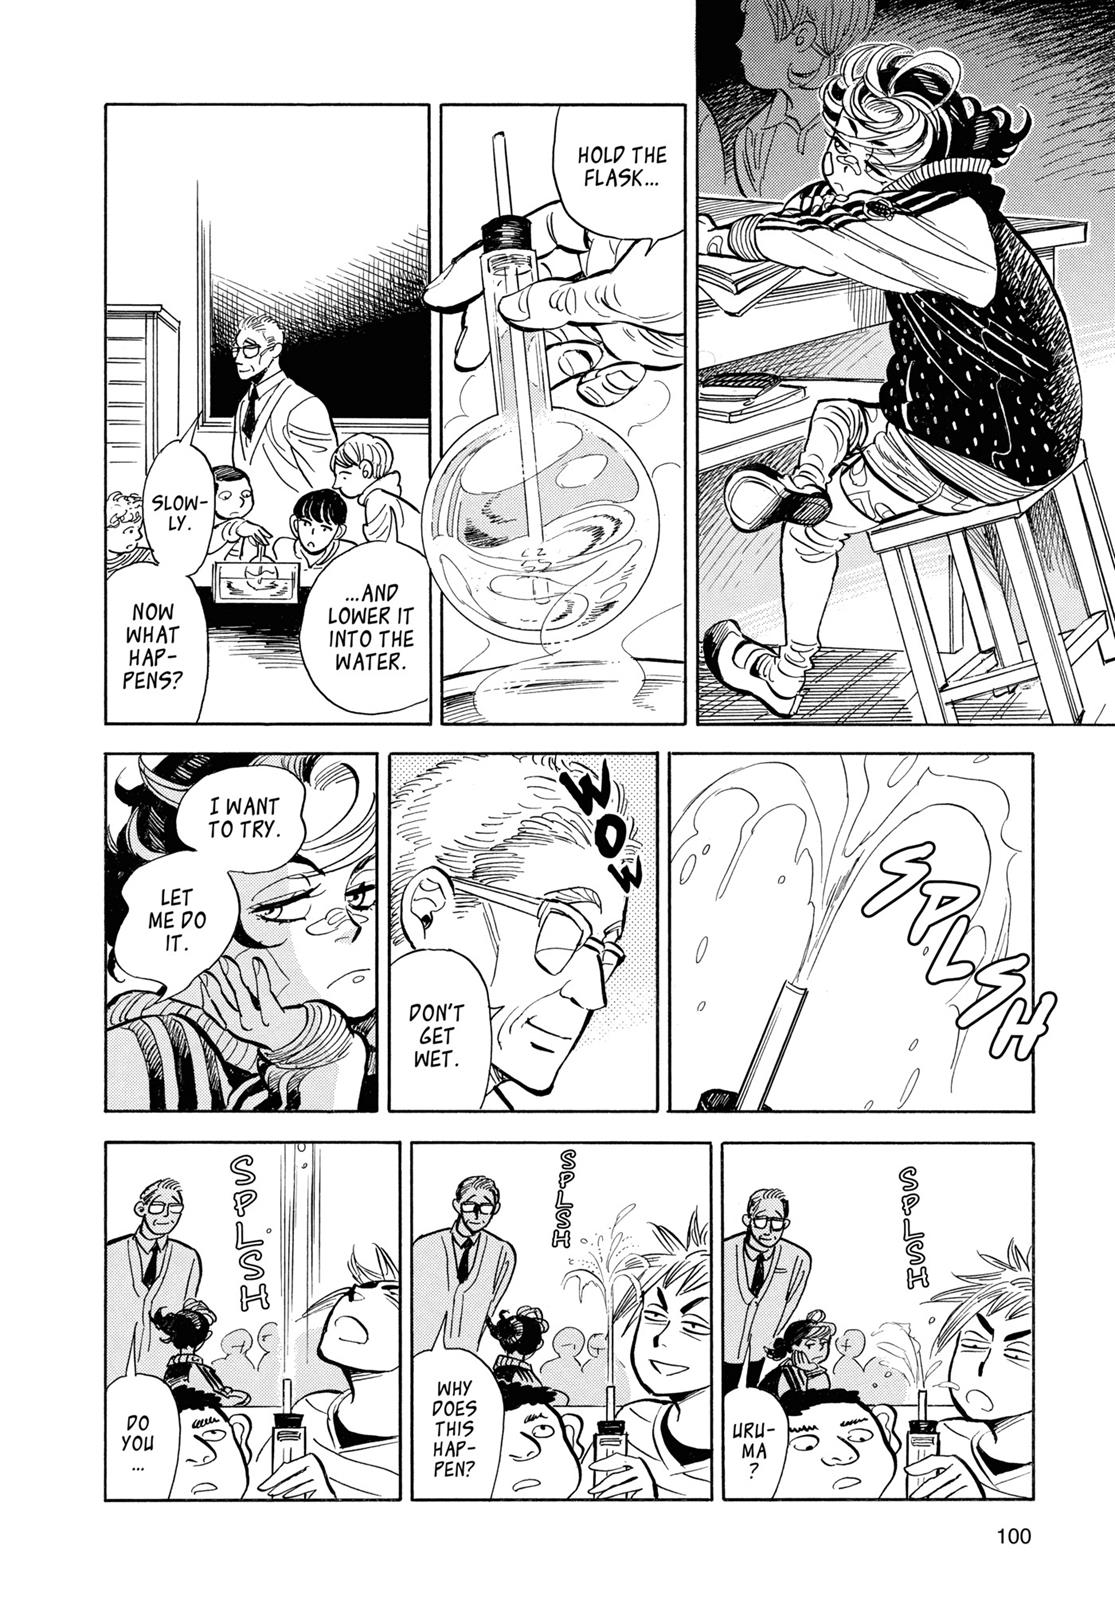 HOLD THE
FLASK...
...AND
LOWER IT
INTO THE
WATER.
SLOW-
LY.
NOW
WHAT
HAP-
PENS?
SPLSH
WOW
DON'T
GET
WET.
I WANT
TO TRY.
LET
ME DO
IT.
SPLSH
URU-
MA
?
SPLSH
WHY
DOES
THIS
HAP-
PEN?
SPLSH
DO
YOU
...
100